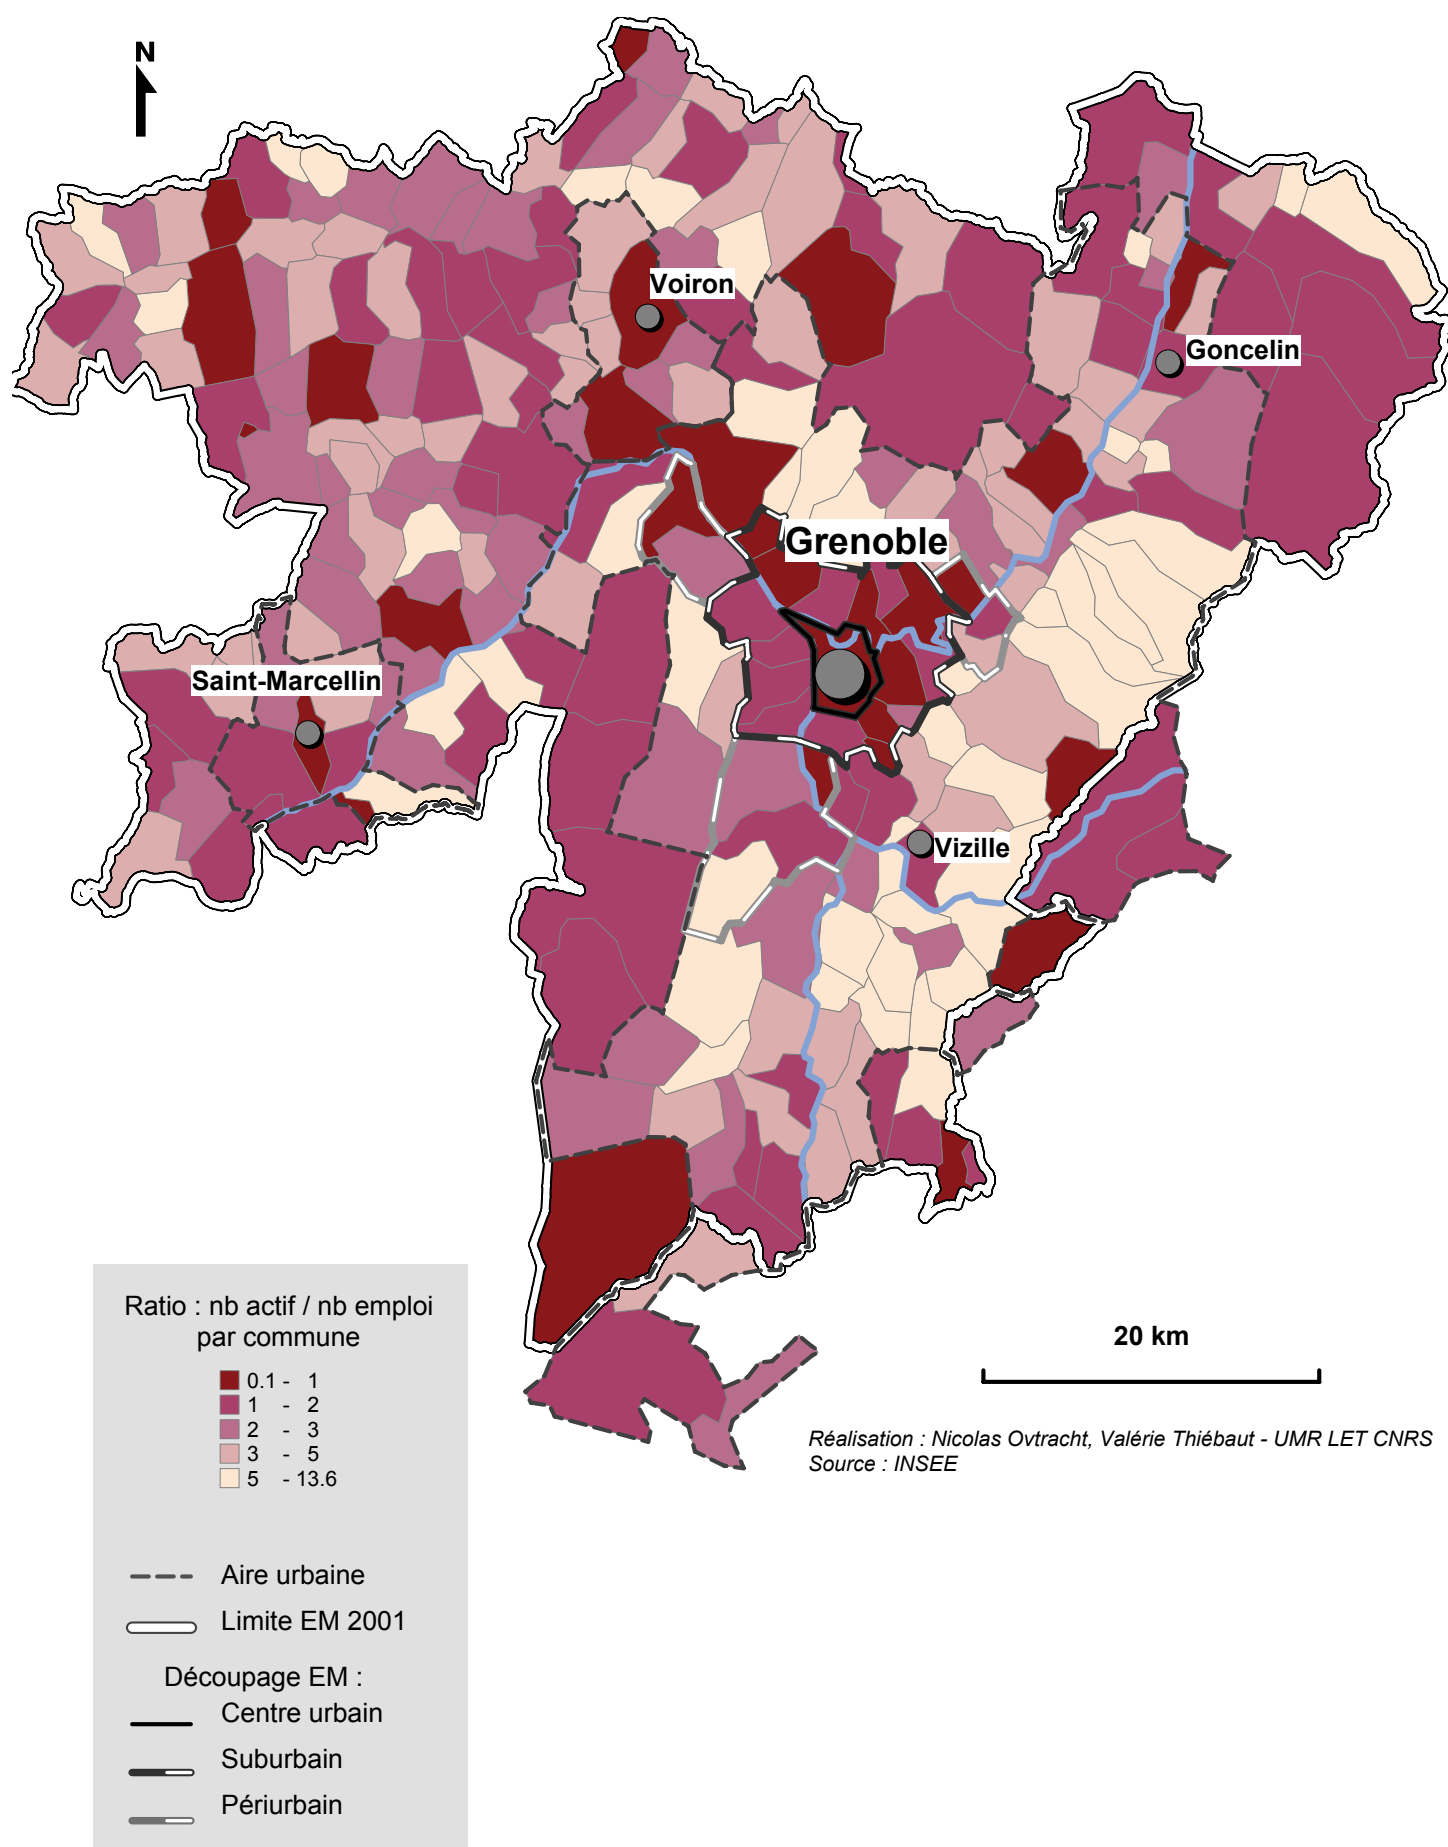 N
Voiron
Goncelin
Grenoble
Saint-Marcellin
Vizille
Ratio : nb actif / nb emploi
par commune
0.1 - 1
1 - 2
2 - 3
3 - 5
5 - 13.6
20 km
Réalisation : Nicolas Ovtracht, Valérie Thiébaut - UMR LET CNRS
Source : INSEE
Aire urbaine
Limite EM 2001
Découpage EM :
Centre urbain
Suburbain
Périurbain